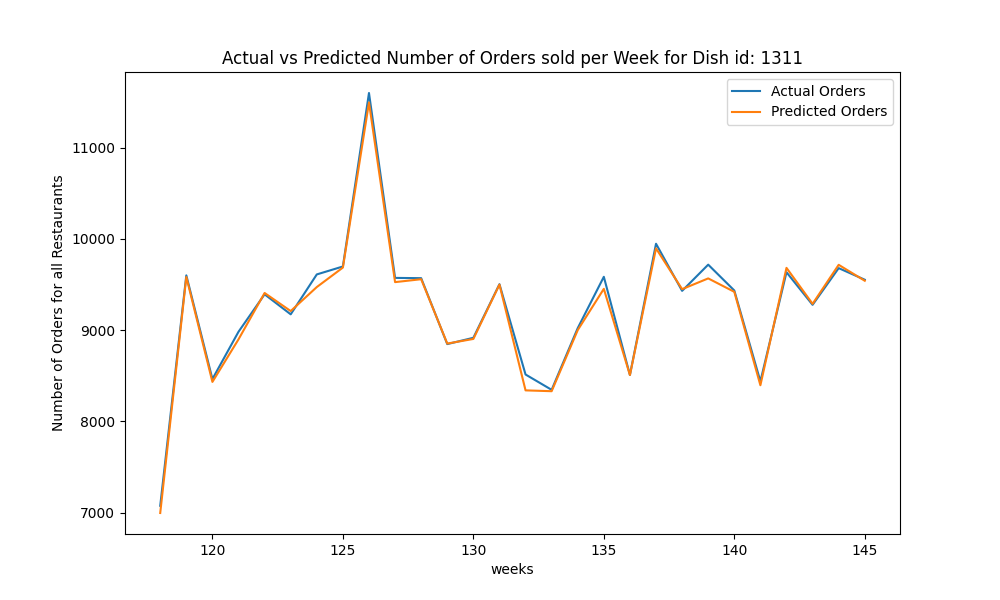 Actual vs Predicted Number of Orders sold per Week for Dish id: 1311
Actual Orders
Predicted Orders
Number of Orders for all Restaurants
11000
10000
9000
8000
7000
120 125 130 135 140 145
weeks